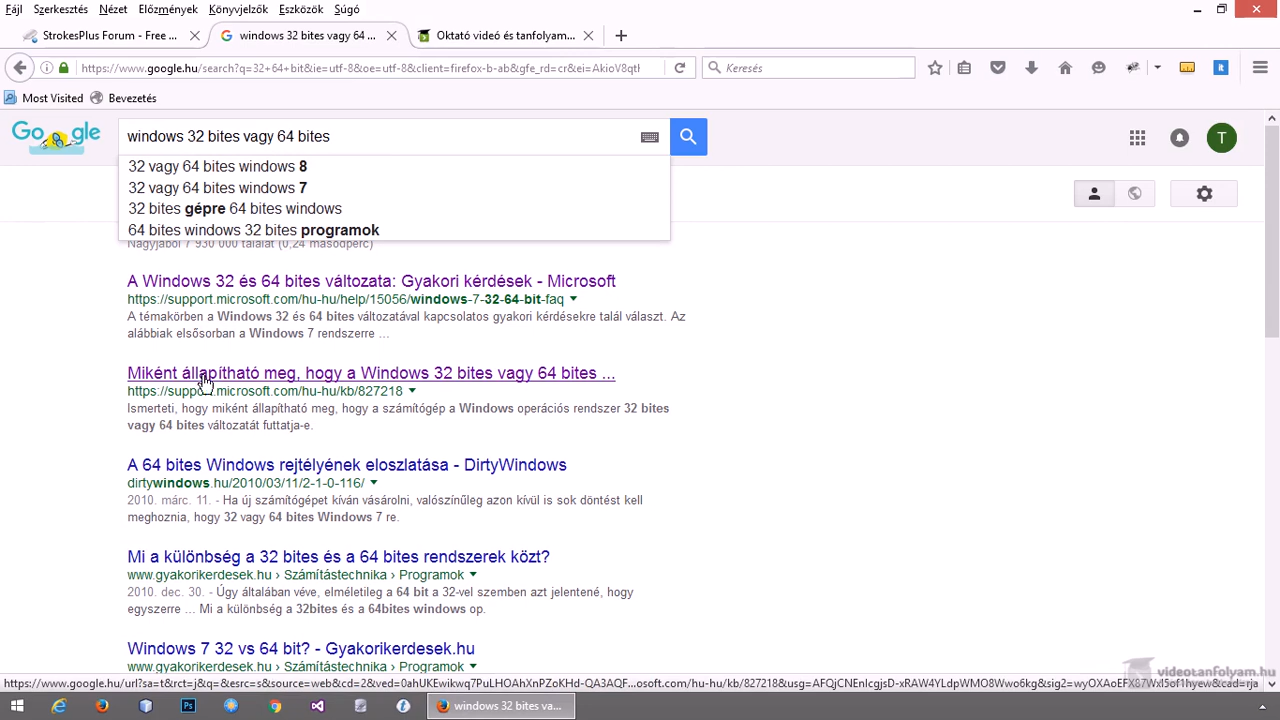 Fájl Szerkesztés Nézet Előzmények Könyvjelzők Eszközök Súgó
StrokesPlus Forum - Free ... windows 32 bites vagy 64 ... Oktató videó és tanfolyam...
https://www.google.hu/search?q=32+64+bit&ie=utf-8&oe=utf-8&client=firefox-b-ab&gfe_rd=cr&ei=AkioV8qtl Keresés
Most Visited Bevezetés
Google windows 32 bites vagy 64 bites T
32 vagy 64 bites windows 8
32 vagy 64 bites windows 7
32 bites gépre 64 bites windows
64 bites windows 32 bites programok
Nagyjából 7 930 000 találat (0,24 másodperc)
A Windows 32 és 64 bites változata: Gyakori kérdések - Microsoft
https://support.microsoft.com/hu-hu/help/15056/windows-7-32-64-bit-faq
A témakörben a Windows 32 és 64 bites változatával kapcsolatos gyakori kérdésekre talál választ. Az
alábbiak elsősorban a Windows 7 rendszerre ...
Miként állapítható meg, hogy a Windows 32 bites vagy 64 bites ...
https://support.microsoft.com/hu-hu/kb/827218
Ismerteti, hogy miként állapítható meg, hogy a számítógép a Windows operációs rendszer 32 bites
vagy 64 bites változatát futtatja-e.
A 64 bites Windows rejtélyének eloszlatása - DirtyWindows
dirtywindows.hu/2010/03/11/2-1-0-116/
2010. márc. 11. - Ha új számítógépet kíván vásárolni, valószínűleg azon kívül is sok döntést kell
meghoznia, hogy 32 vagy 64 bites Windows 7 re.
Mi a különbség a 32 bites és a 64 bites rendszerek közt?
www.gyakorikerdesek.hu › Számítástechnika › Programok
2010. dec. 30. - Úgy általában véve, elméletileg a 64 bit a 32-vel szemben azt jelentené, hogy
egyszerre ... Mi a különbség a 32bites és a 64bites windows op.
Windows 7 32 vs 64 bit? - Gyakorikerdesek.hu
www.gyakorikerdesek.hu › Számítástechnika › Programok
videotanfolyam.hu
windows 32 bites va...